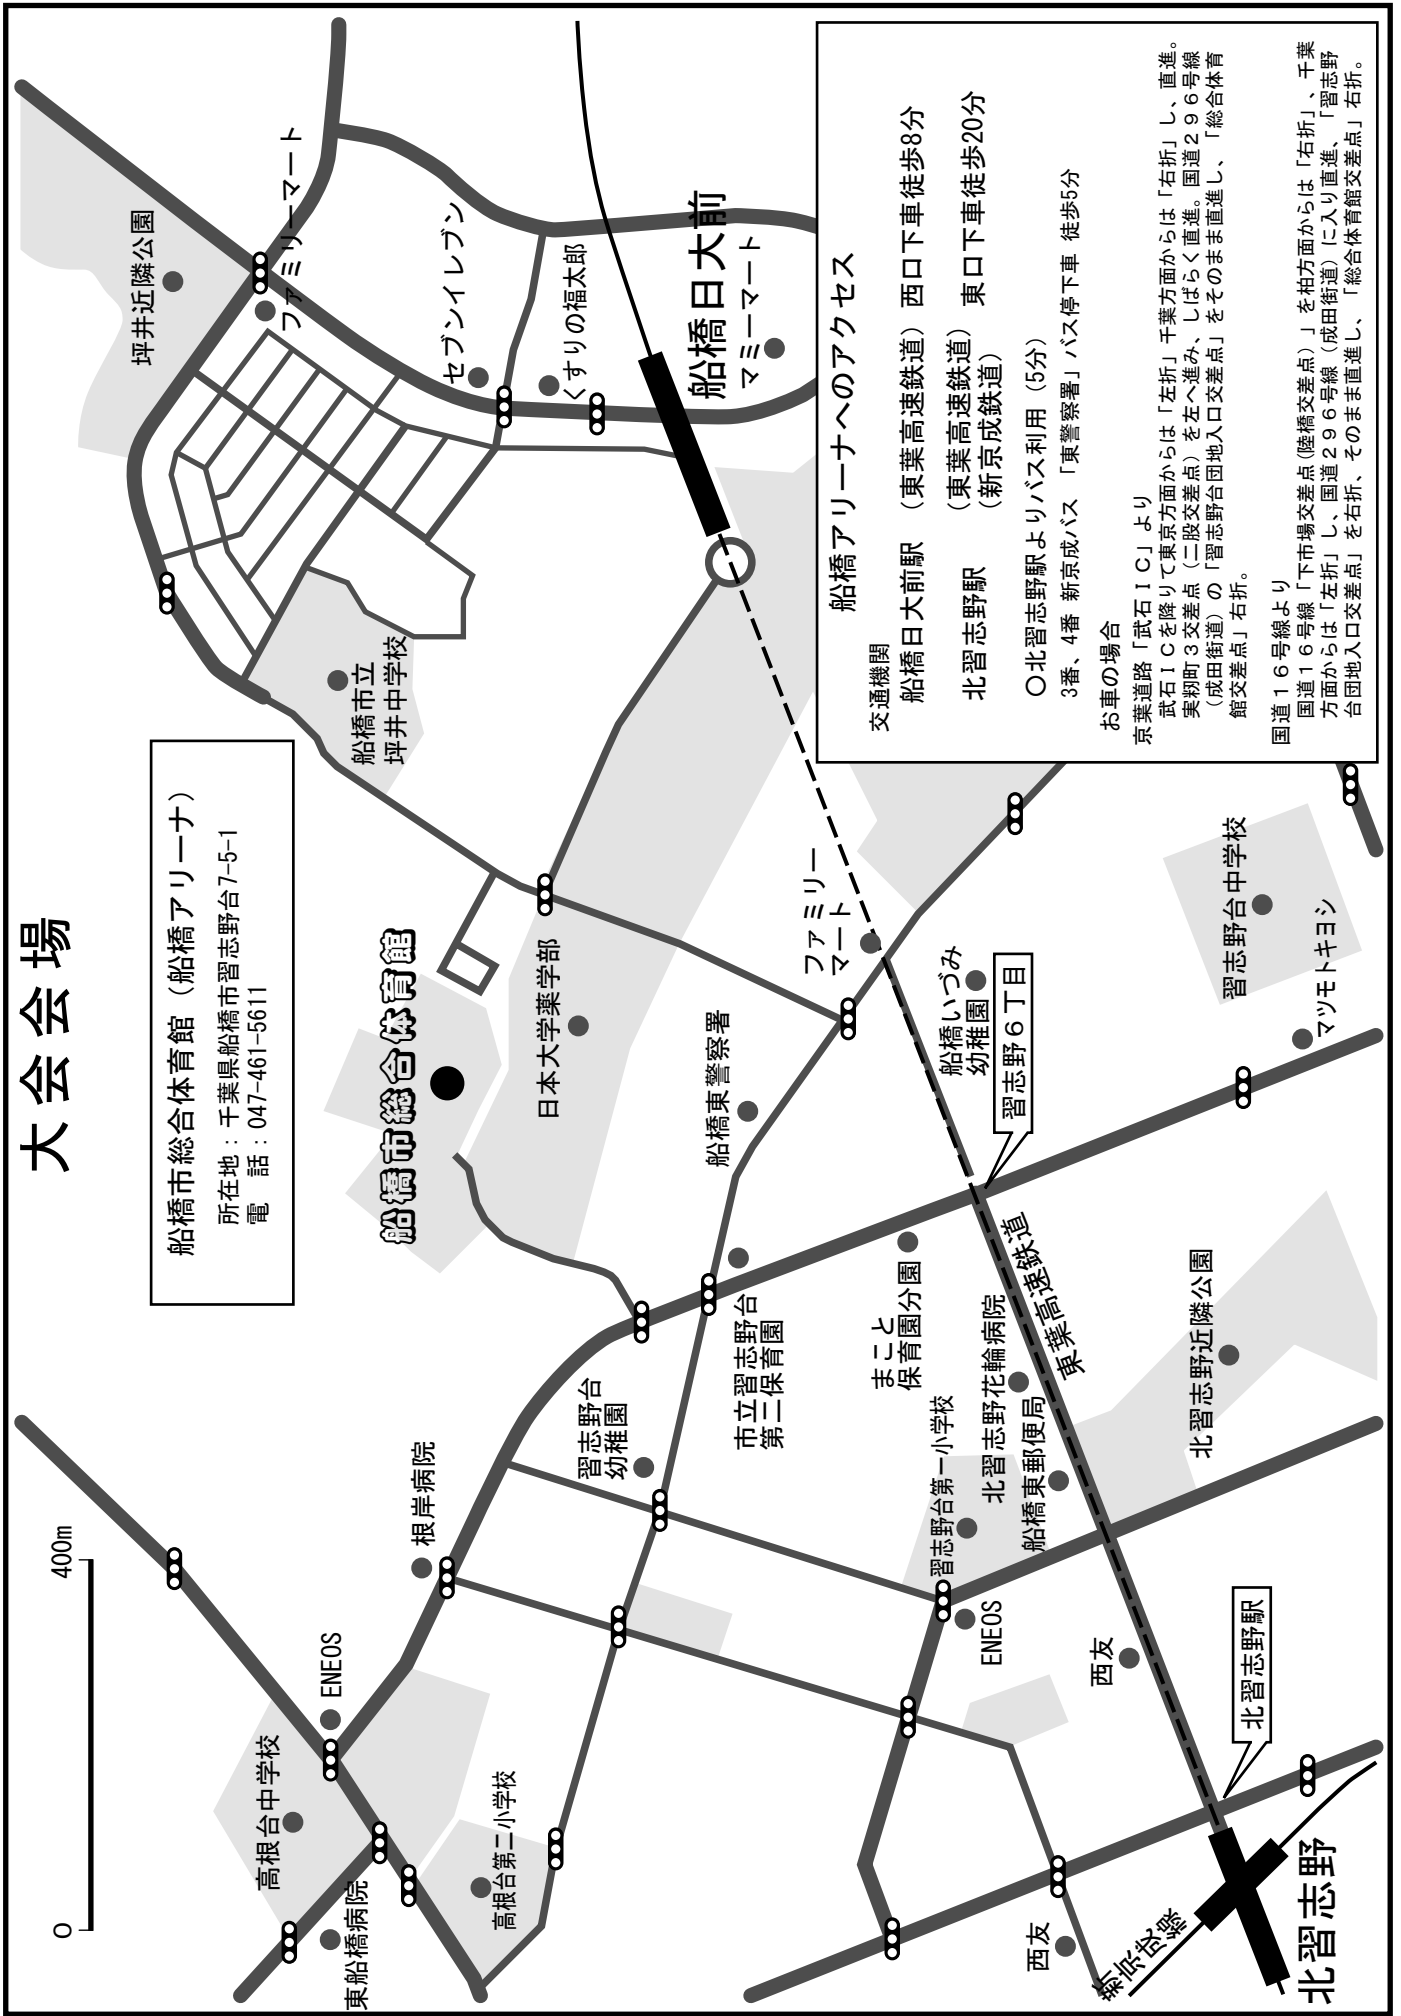 大会会場
船橋市総合体育館（船橋アリーナ）
所在地：千葉県船橋市習志野台7-5-1
電　話：047-461-5611
0
400m
坪井近隣公園
ファミリーマート
セブンイレブン
くすりの福太郎
船橋日大前
マミーマート
船橋市立
坪井中学校
船橋市総合体育館
日本大学薬学部
船橋東警察署
ファミリー
マート
船橋いづみ
幼稚園
習志野６丁目
習志野台中学校
マツモトキヨシ
高根台中学校
ENEOS
根岸病院
東船橋病院
高根台第二小学校
習志野台
幼稚園
市立習志野台
第二保育園
まこと
保育園分園
習志野台第一小学校
ENEOS
北習志野花輪病院
船橋東郵便局
東葉高速鉄道
北習志野近隣公園
西友
西友
北習志野駅
新京成線
北習志野
船橋アリーナへのアクセス
交通機関
船橋日大前駅　（東葉高速鉄道）西口下車徒歩8分
北習志野駅　（東葉高速鉄道）　東口下車徒歩20分
（新京成鉄道）
〇北習志野駅よりバス利用（5分）
3番、4番 新京成バス　「東警察署」バス停下車 徒歩5分
お車の場合
京葉道路「武石ＩＣ」より
武石ＩＣを降りて東京方面からは「左折」千葉方面からは「右折」し、直進。
実籾町３交差点（二股交差点）を左へ進み、しばらく直進。国道２９６号線
（成田街道）の「習志野台団地入口交差点」をそのまま直進し、「総合体育
館交差点」右折。
国道１６号線より
国道１６号線「下市場交差点(陸橋交差点）」を柏方面からは「右折」、千葉
方面からは「左折」し、国道２９６号線（成田街道）に入り直進、「習志野
台団地入口交差点」を右折、そのまま直進し、「総合体育館交差点」右折。